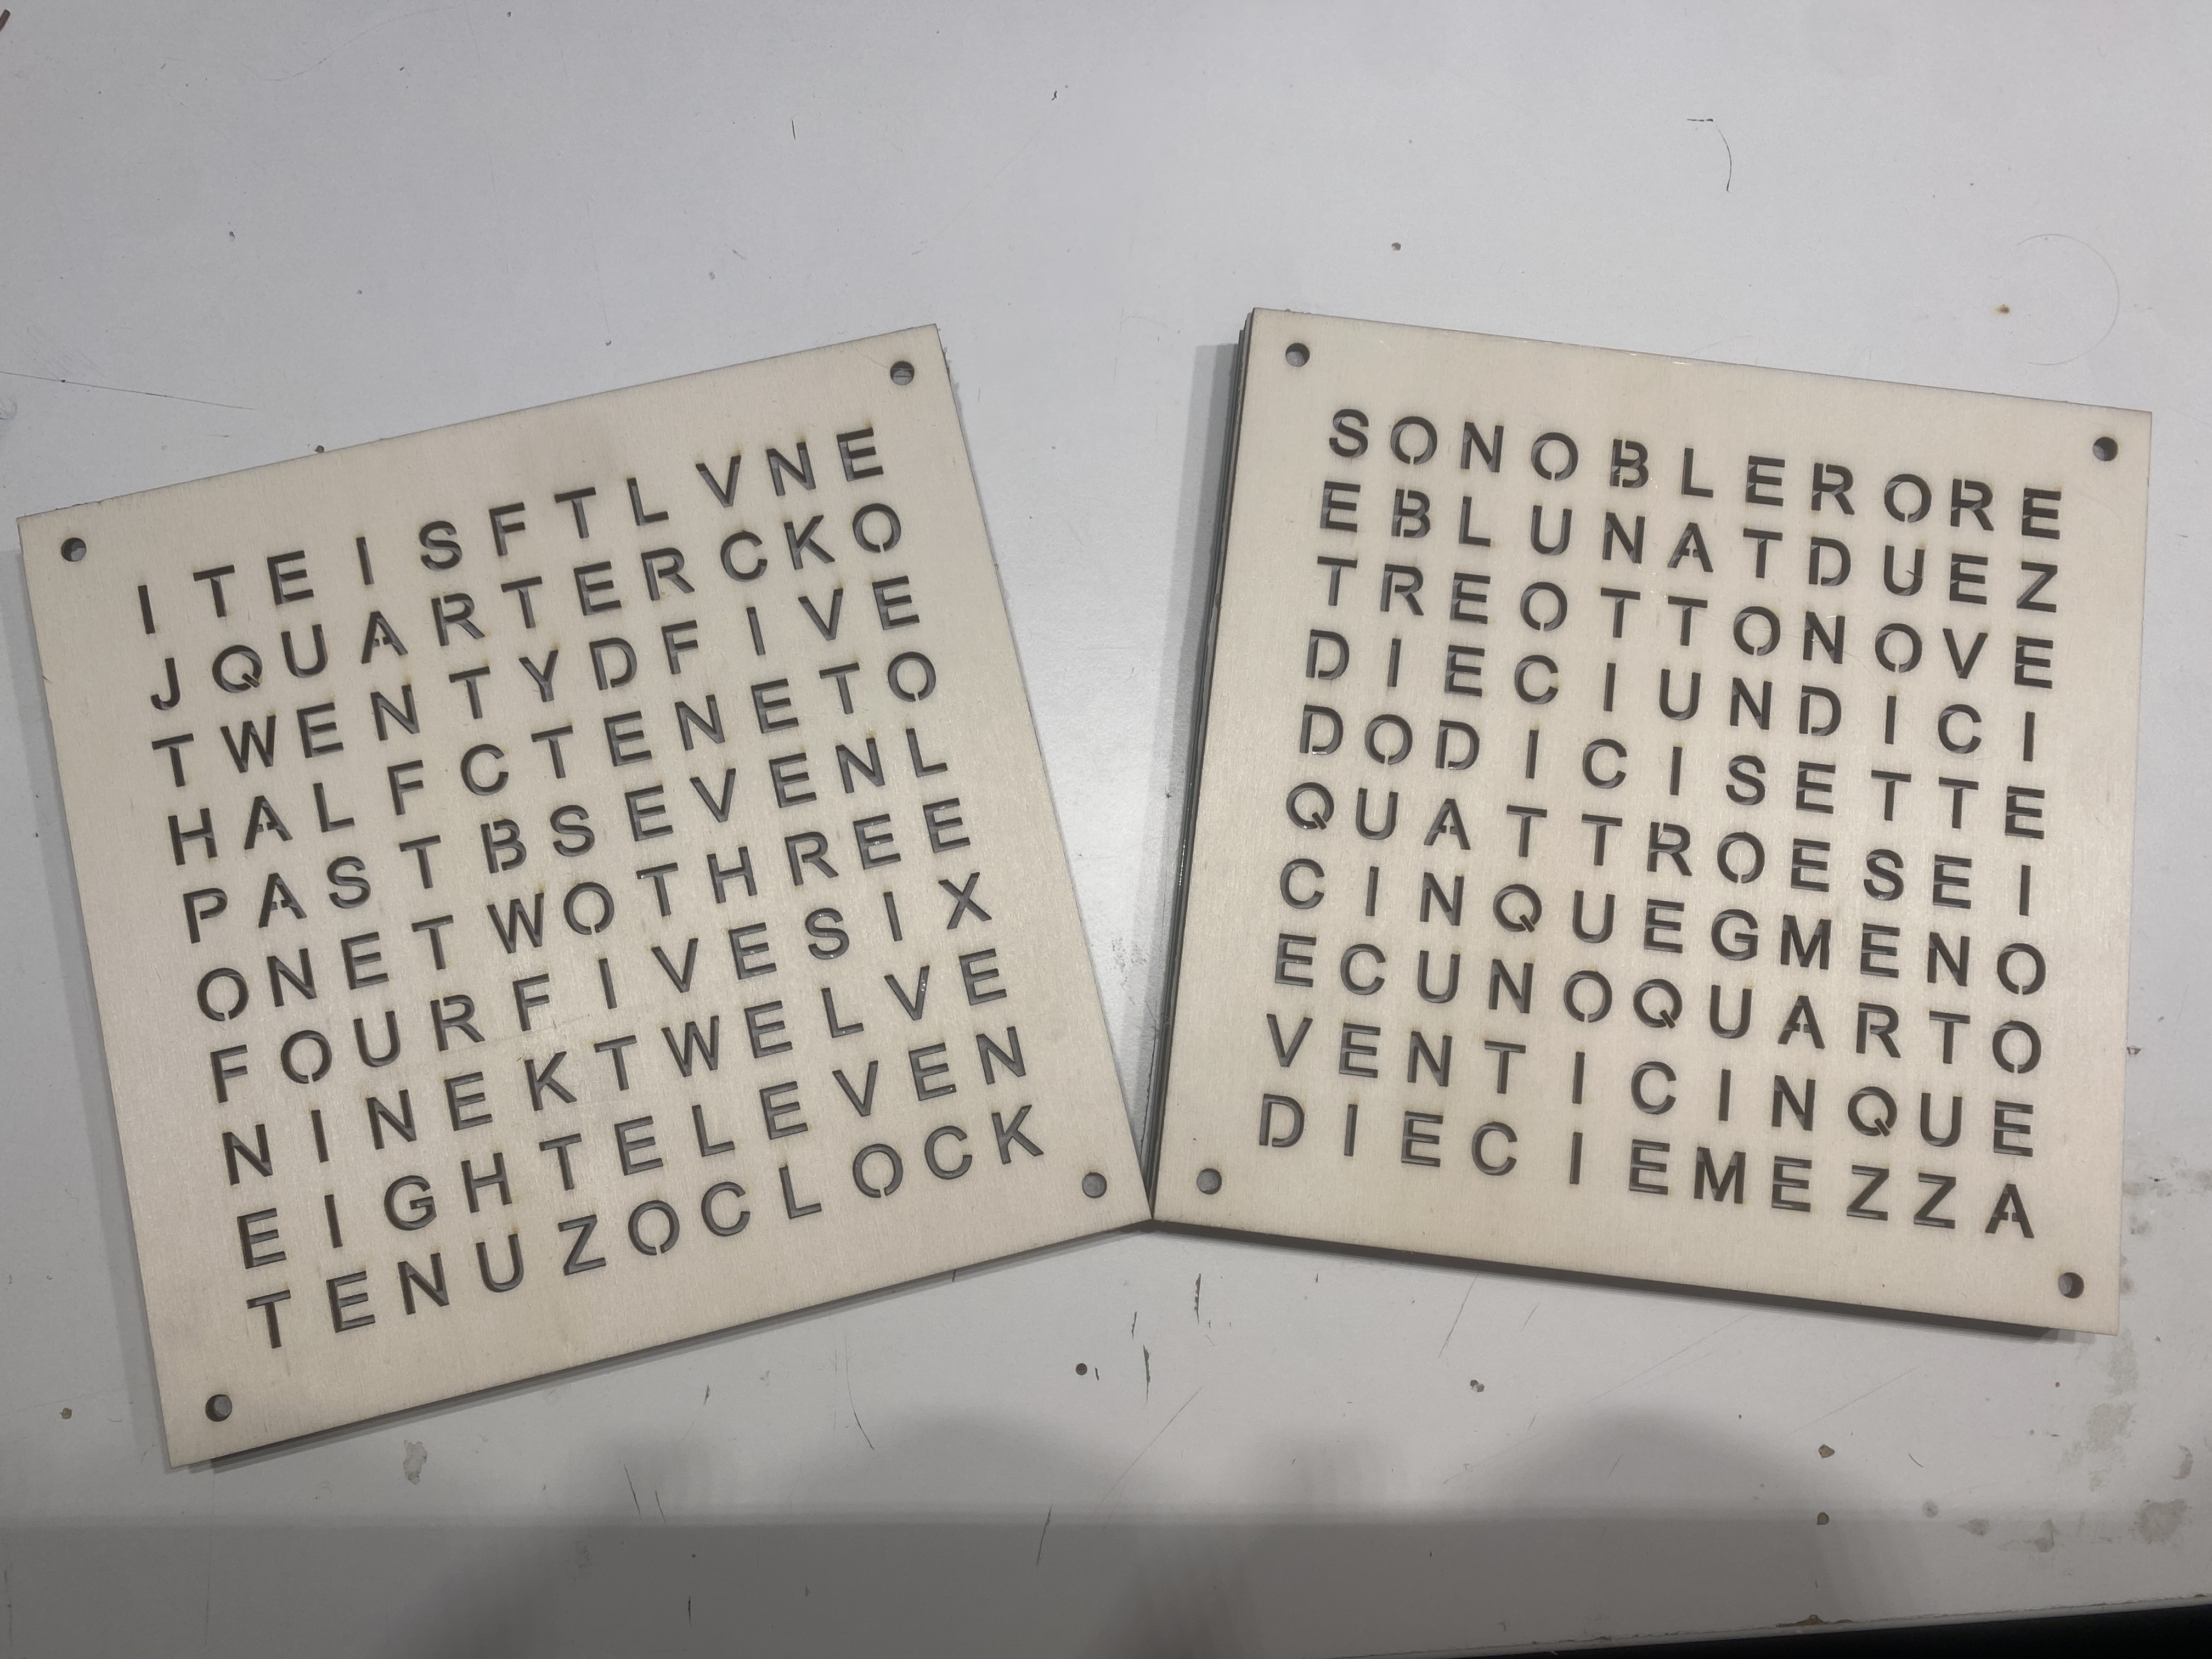 ITEISFTLVNE
JQUARTERCKO
TWENTYDFIVE
HALFCTENETO
PASTBSEVENL
ONETWOTHREE
FOURFIVESIX
NINEKTWELVE
EIGHTELEVEN
TENUZOCLOCK
SONOBLERORE
EBLUNATDUEZ
TREOTTONOVE
DIECIUNDICI
DODICISETTE
QUATTROESEI
CINQUEGMENO
ECUNOQUARTO
VENTICINQUE
DIECIEMEZZA